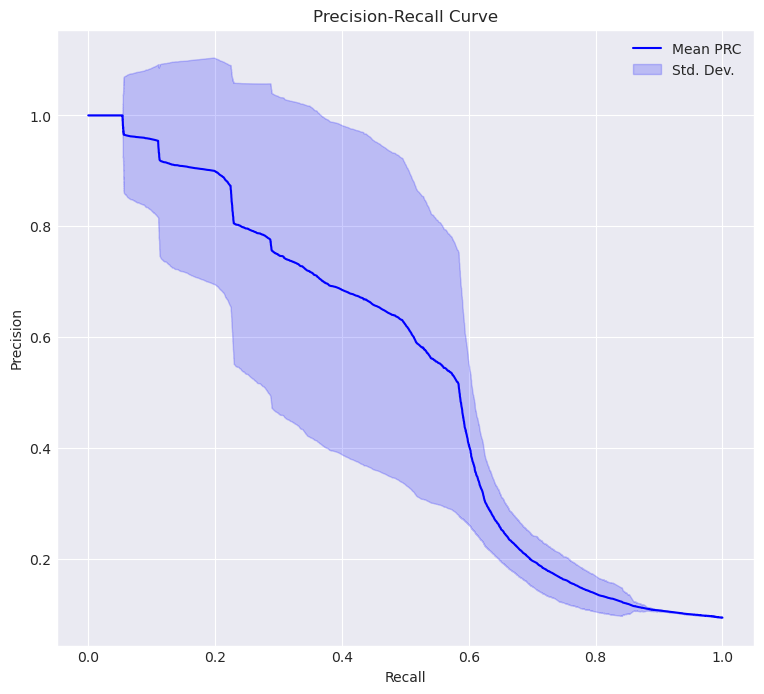 Precision-Recall Curve
Mean PRC
Std. Dev.
Precision
1.0
0.8
0.6
0.4
0.2
0.0 0.2 0.4 0.6 0.8 1.0
Recall